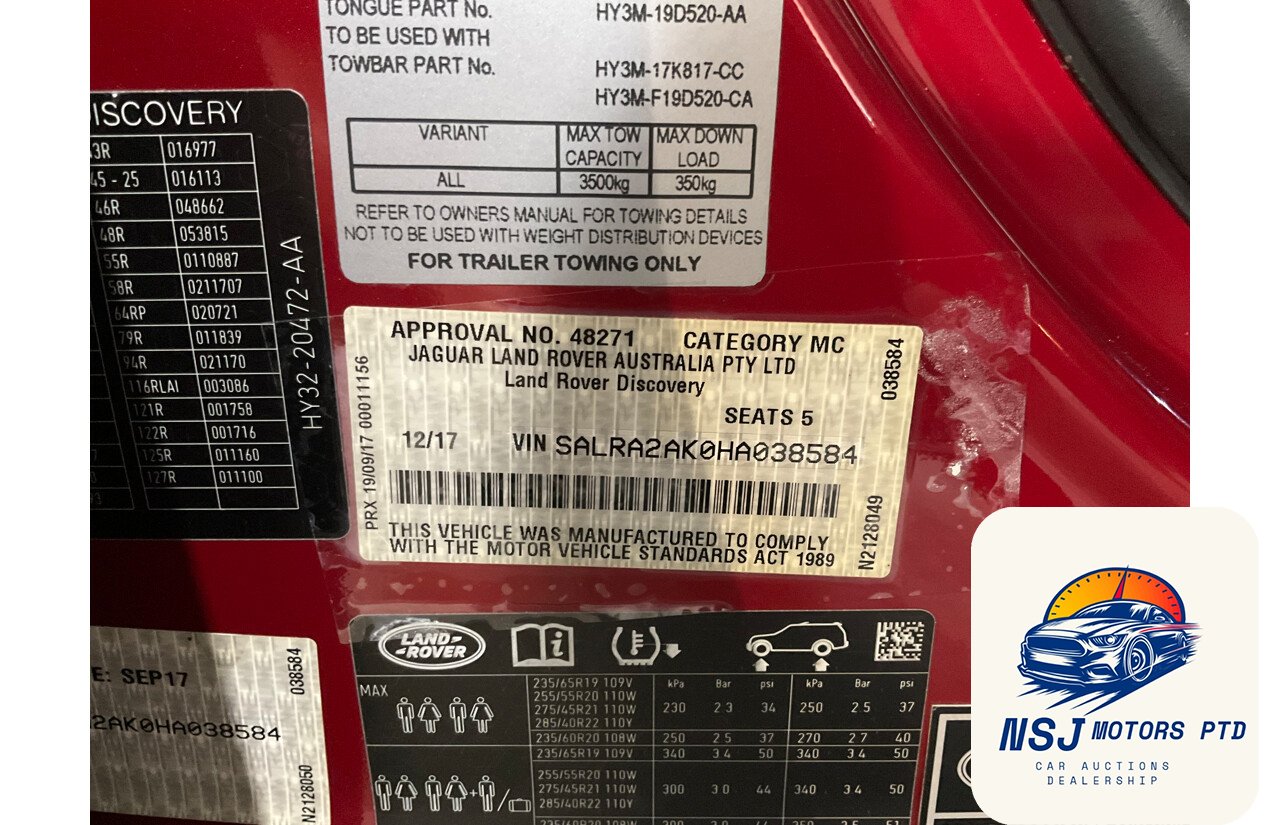 TONGUE PART No. HY3M-19D520-AA
TO BE USED WITH
TOWBAR PART No. HY3M-17K817-CC
HY3M-F19D520-CA
VARIANT MAX TOW CAPACITY MAX DOWN LOAD
ALL 3500kg 350kg
REFER TO OWNERS MANUAL FOR TOWING DETAILS
NOT TO BE USED WITH WEIGHT DISTRIBUTION DEVICES
FOR TRAILER TOWING ONLY
ISCOVERY
3R 016977
45 - 25 016113
46R 048662
48R 053815
55R 0110887
58R 0211707
64RP 020721
79R 011839
94R 021170
116RLAI 003086
121R 001758
122R 001716
125R 011160
127R 011100
HY32-20472-AA
APPROVAL NO. 48271 CATEGORY MC
JAGUAR LAND ROVER AUSTRALIA PTY LTD
Land Rover Discovery
SEATS 5
12/17 VIN SALRA2AK0HA038584
THIS VEHICLE WAS MANUFACTURED TO COMPLY
WITH THE MOTOR VEHICLE STANDARDS ACT 1989
PRX 19/09/17 00011156
038584
N2128049
E: SEP17
2AK0HA038584
038584
N2128050
LAND-
ROVER
kPa Bar psi kPa Bar psi
MAX
235/65R19 109V
255/55R20 110W
275/45R21 110W
285/40R22 110Y
230 2.3 34 250 2.5 37
235/60R20 108W 250 2.5 37 270 2.7 40
235/65R19 109V 340 3.4 50 340 3.4 50
255/55R20 110W
275/45R21 110W
285/40R22 110Y
300 3.0 44 340 3.4 50
NSJ MOTORS PTD
CAR AUCTIONS
DEALERSHIP